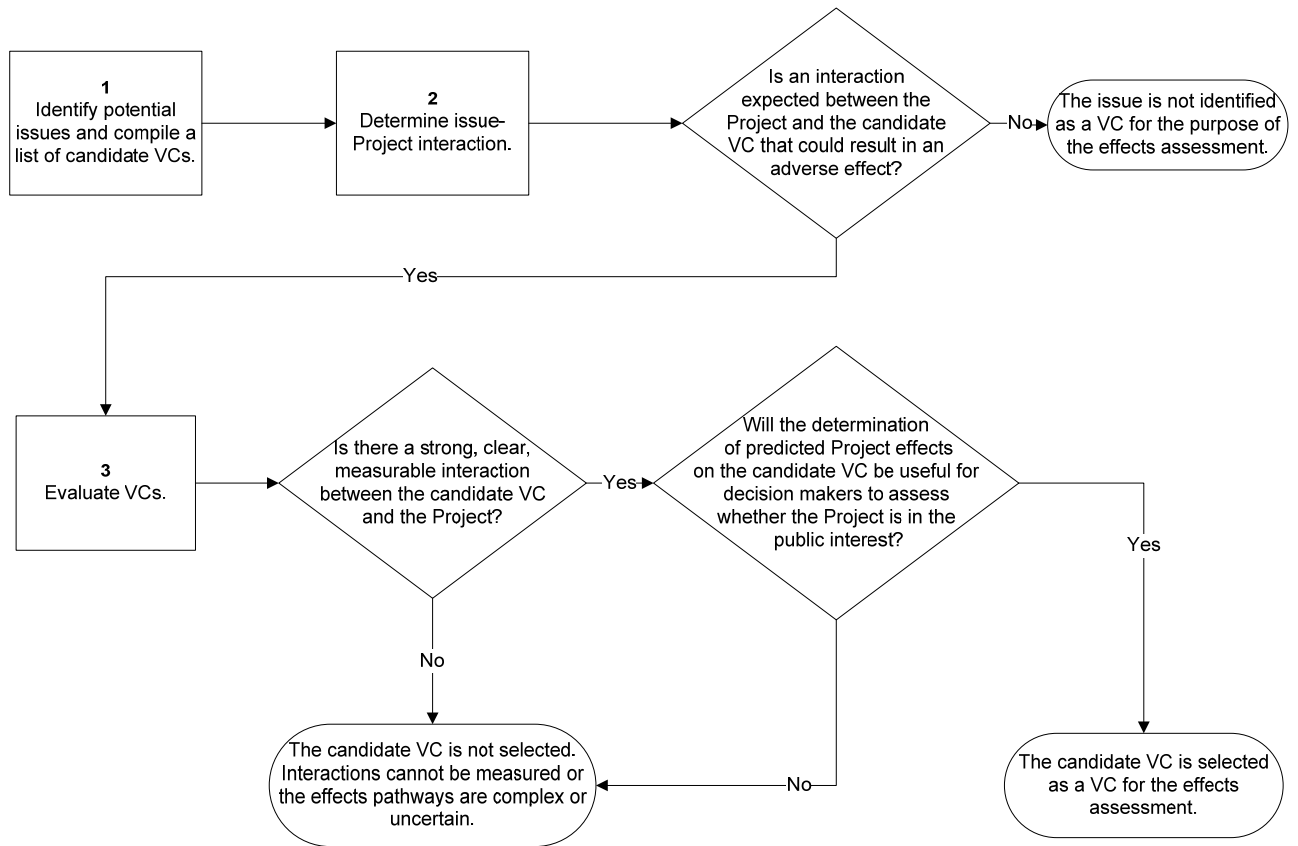 1
Identify potential
issues and compile a
list of candidate VCs.
2
Determine issue–
Project interaction.
Is an interaction
expected between the
Project and the candidate
VC that could result in an
adverse effect?
No
The issue is not identified
as a VC for the purpose of
the effects assessment.
Yes
3
Evaluate VCs.
Is there a strong, clear,
measurable interaction
between the candidate VC
and the Project?
Yes
Will the determination
of predicted Project effects
on the candidate VC be useful for
decision makers to assess
whether the Project is in the
public interest?
Yes
No
The candidate VC is not selected.
Interactions cannot be measured or
the effects pathways are complex or
uncertain.
No
The candidate VC is selected
as a VC for the effects
assessment.